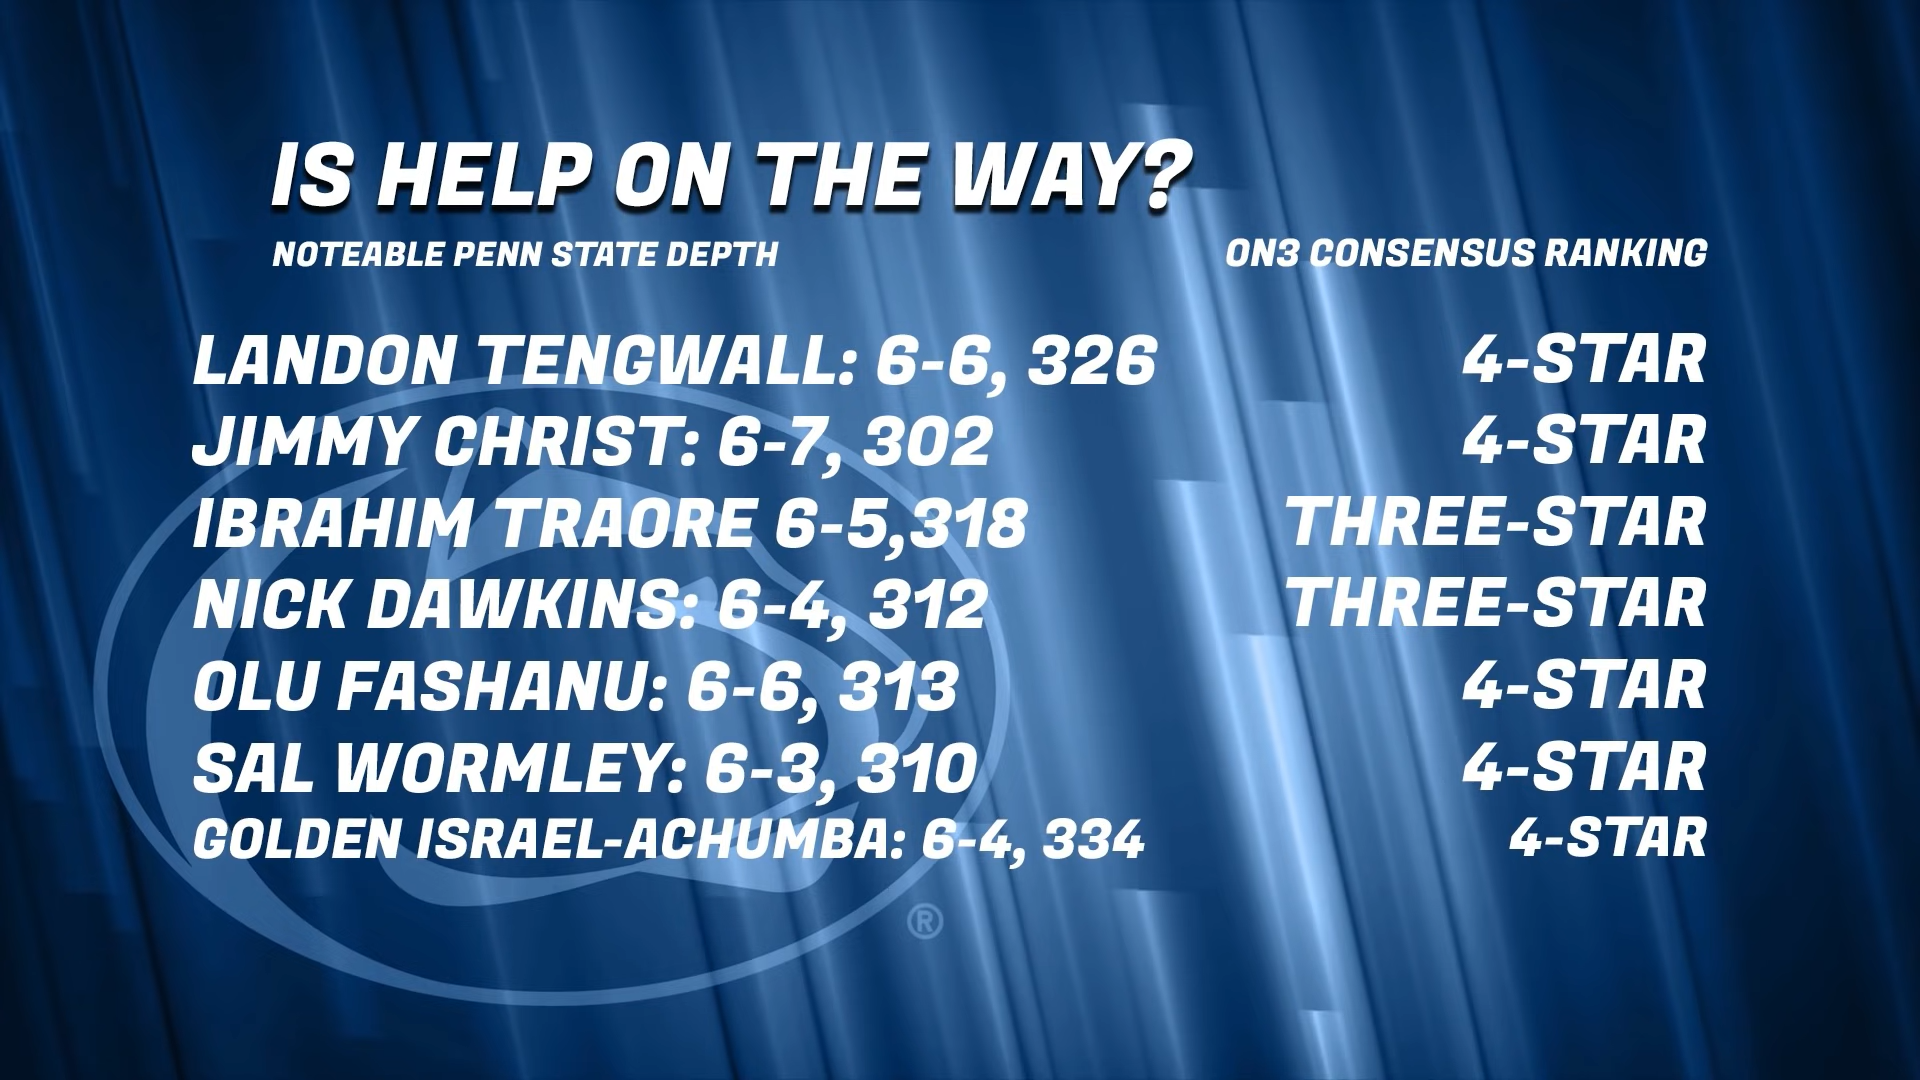 IS HELP ON THE WAY?
NOTEABLE PENN STATE DEPTH ON3 CONSENSUS RANKING
LANDON TENGWALL: 6-6, 326 4-STAR
JIMMY CHRIST: 6-7, 302 4-STAR
IBRAHIM TRAORE 6-5,318 THREE-STAR
NICK DAWKINS: 6-4, 312 THREE-STAR
OLU FASHANU: 6-6, 313 4-STAR
SAL WORMLEY: 6-3, 310 4-STAR
GOLDEN ISRAEL-ACHUMBA: 6-4, 334 4-STAR
®